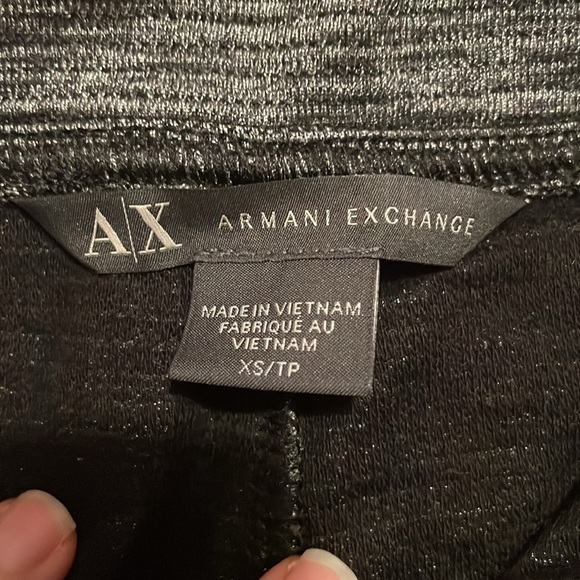 A|X ARMANI EXCHANGE
MADE IN VIETNAM
FABRIQUÉ AU
VIETNAM
XS/TP